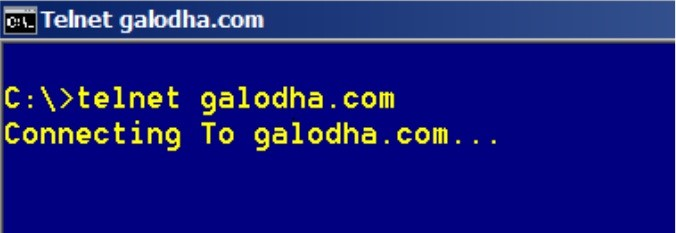 C:\. Telnet galodha.com
C:\>telnet galodha.com
Connecting To galodha.com...